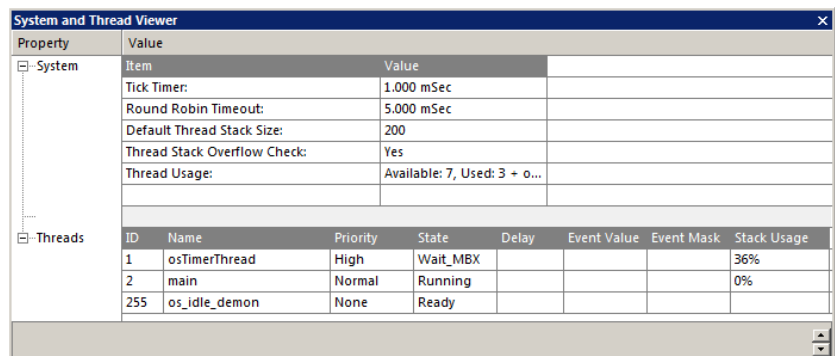 System and Thread Viewer
Property Value
System Item Value
Tick Timer: 1.000 mSec
Round Robin Timeout: 5.000 mSec
Default Thread Stack Size: 200
Thread Stack Overflow Check: Yes
Thread Usage: Available: 7, Used: 3 + o...
Threads ID Name Priority State Delay Event Value Event Mask Stack Usage
1 osTimerThread High Wait_MBX 36%
2 main Normal Running 0%
255 os_idle_demon None Ready